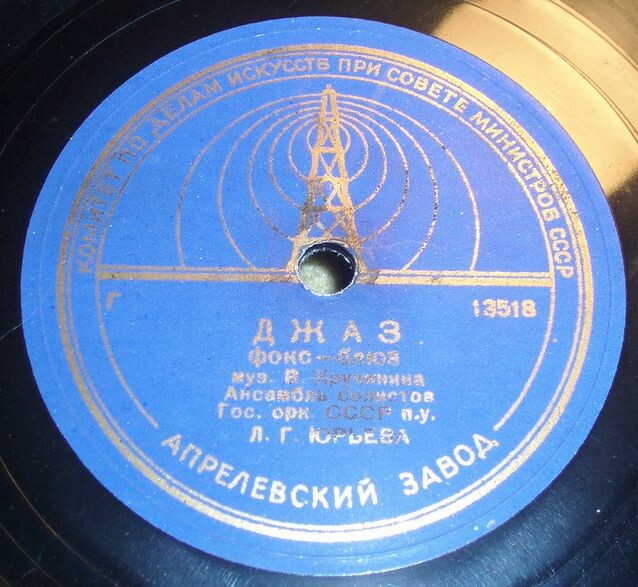 КОМИТЕТ ПО ДЕЛАМ ИСКУССТВ ПРИ СОВЕТЕ МИНИСТРОВ СССР
Г 13518
ДЖАЗ
фокс-блюз
муз. В. Кручинина
Ансамбль солистов
Гос. орк. СССР п.у.
Л. Г. ЮРЬЕВА
АПРЕЛЕВСКИЙ ЗАВОД